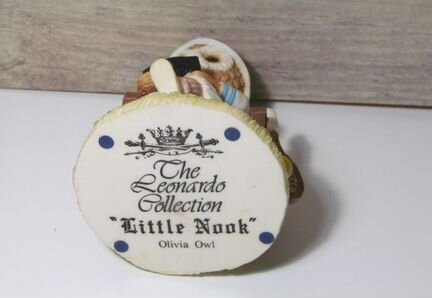 The
Leonardo
Collection
"Little Nook"
Olivia Owl